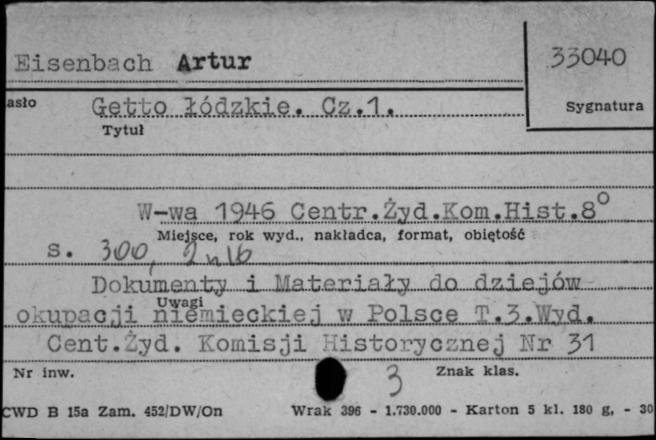 Eisenbach Artur
33040
asło
Getto łódzkie. Cz.1.
Sygnatura
Tytuł
W-wa 1946 Centr.Żyd.Kom.Hist.8°
Miejsce, rok wyd., nakładca, format, objętość
s. 300, 2 nlb
Dokumenty i Materiały do dziejów
Uwagi
okupacji niemieckiej w Polsce T.3.Wyd.
Cent.Żyd. Komisji Historycznej Nr 31
Nr inw.
3
Znak klas.
CWD B 15a Zam. 452/DW/On
Wrak 396 - 1.730.000 - Karton 5 kl. 180 g, - 30